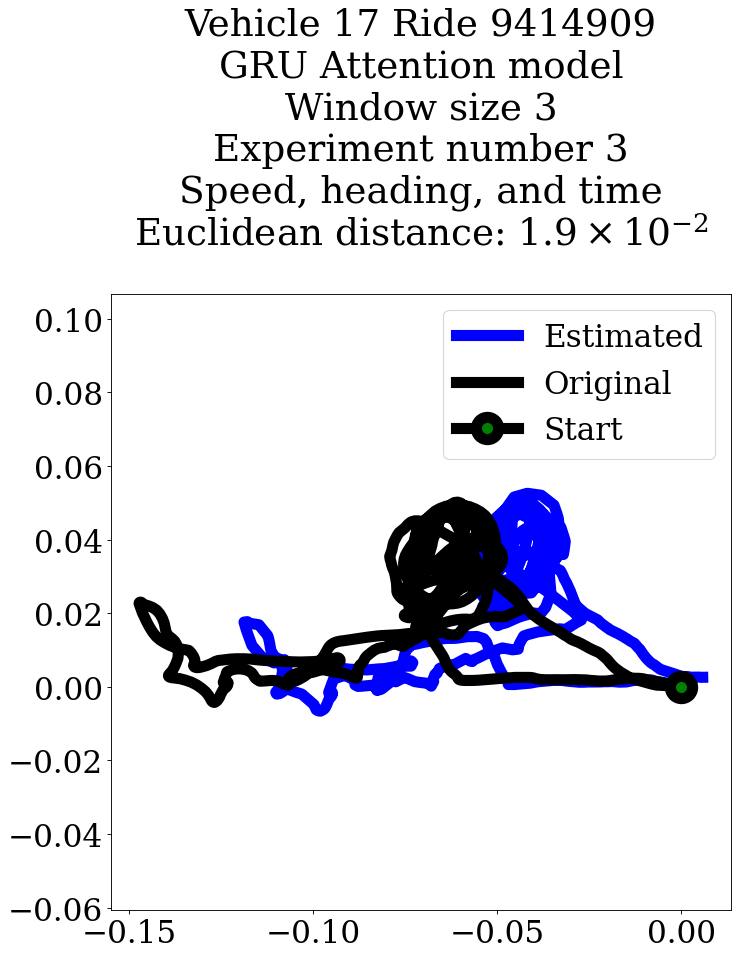 Vehicle 17 Ride 9414909
GRU Attention model
Window size 3
Experiment number 3
Speed, heading, and time
Euclidean distance: 1.9 × 10⁻²
Estimated
Original
Start
0.10
0.08
0.06
0.04
0.02
0.00
−0.02
−0.04
−0.06
−0.15
−0.10
−0.05
0.00